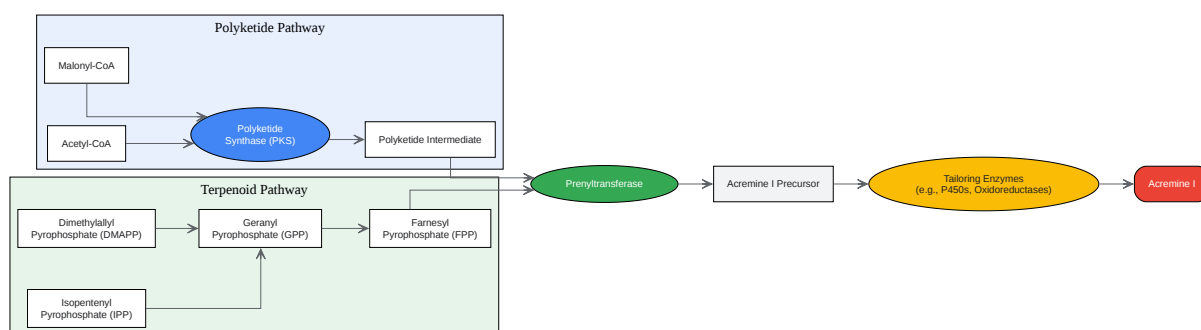 Polyketide Pathway
Malonyl-CoA
Acetyl-CoA
Polyketide
Synthase (PKS)
Polyketide Intermediate
Terpenoid Pathway
Dimethylallyl
Pyrophosphate (DMAPP)
Geranyl
Pyrophosphate (GPP)
Farnesyl
Pyrophosphate (FPP)
Isopentenyl
Pyrophosphate (IPP)
Prenyltransferase
Acremine I Precursor
Tailoring Enzymes
(e.g., P450s, Oxidoreductases)
Acremine I